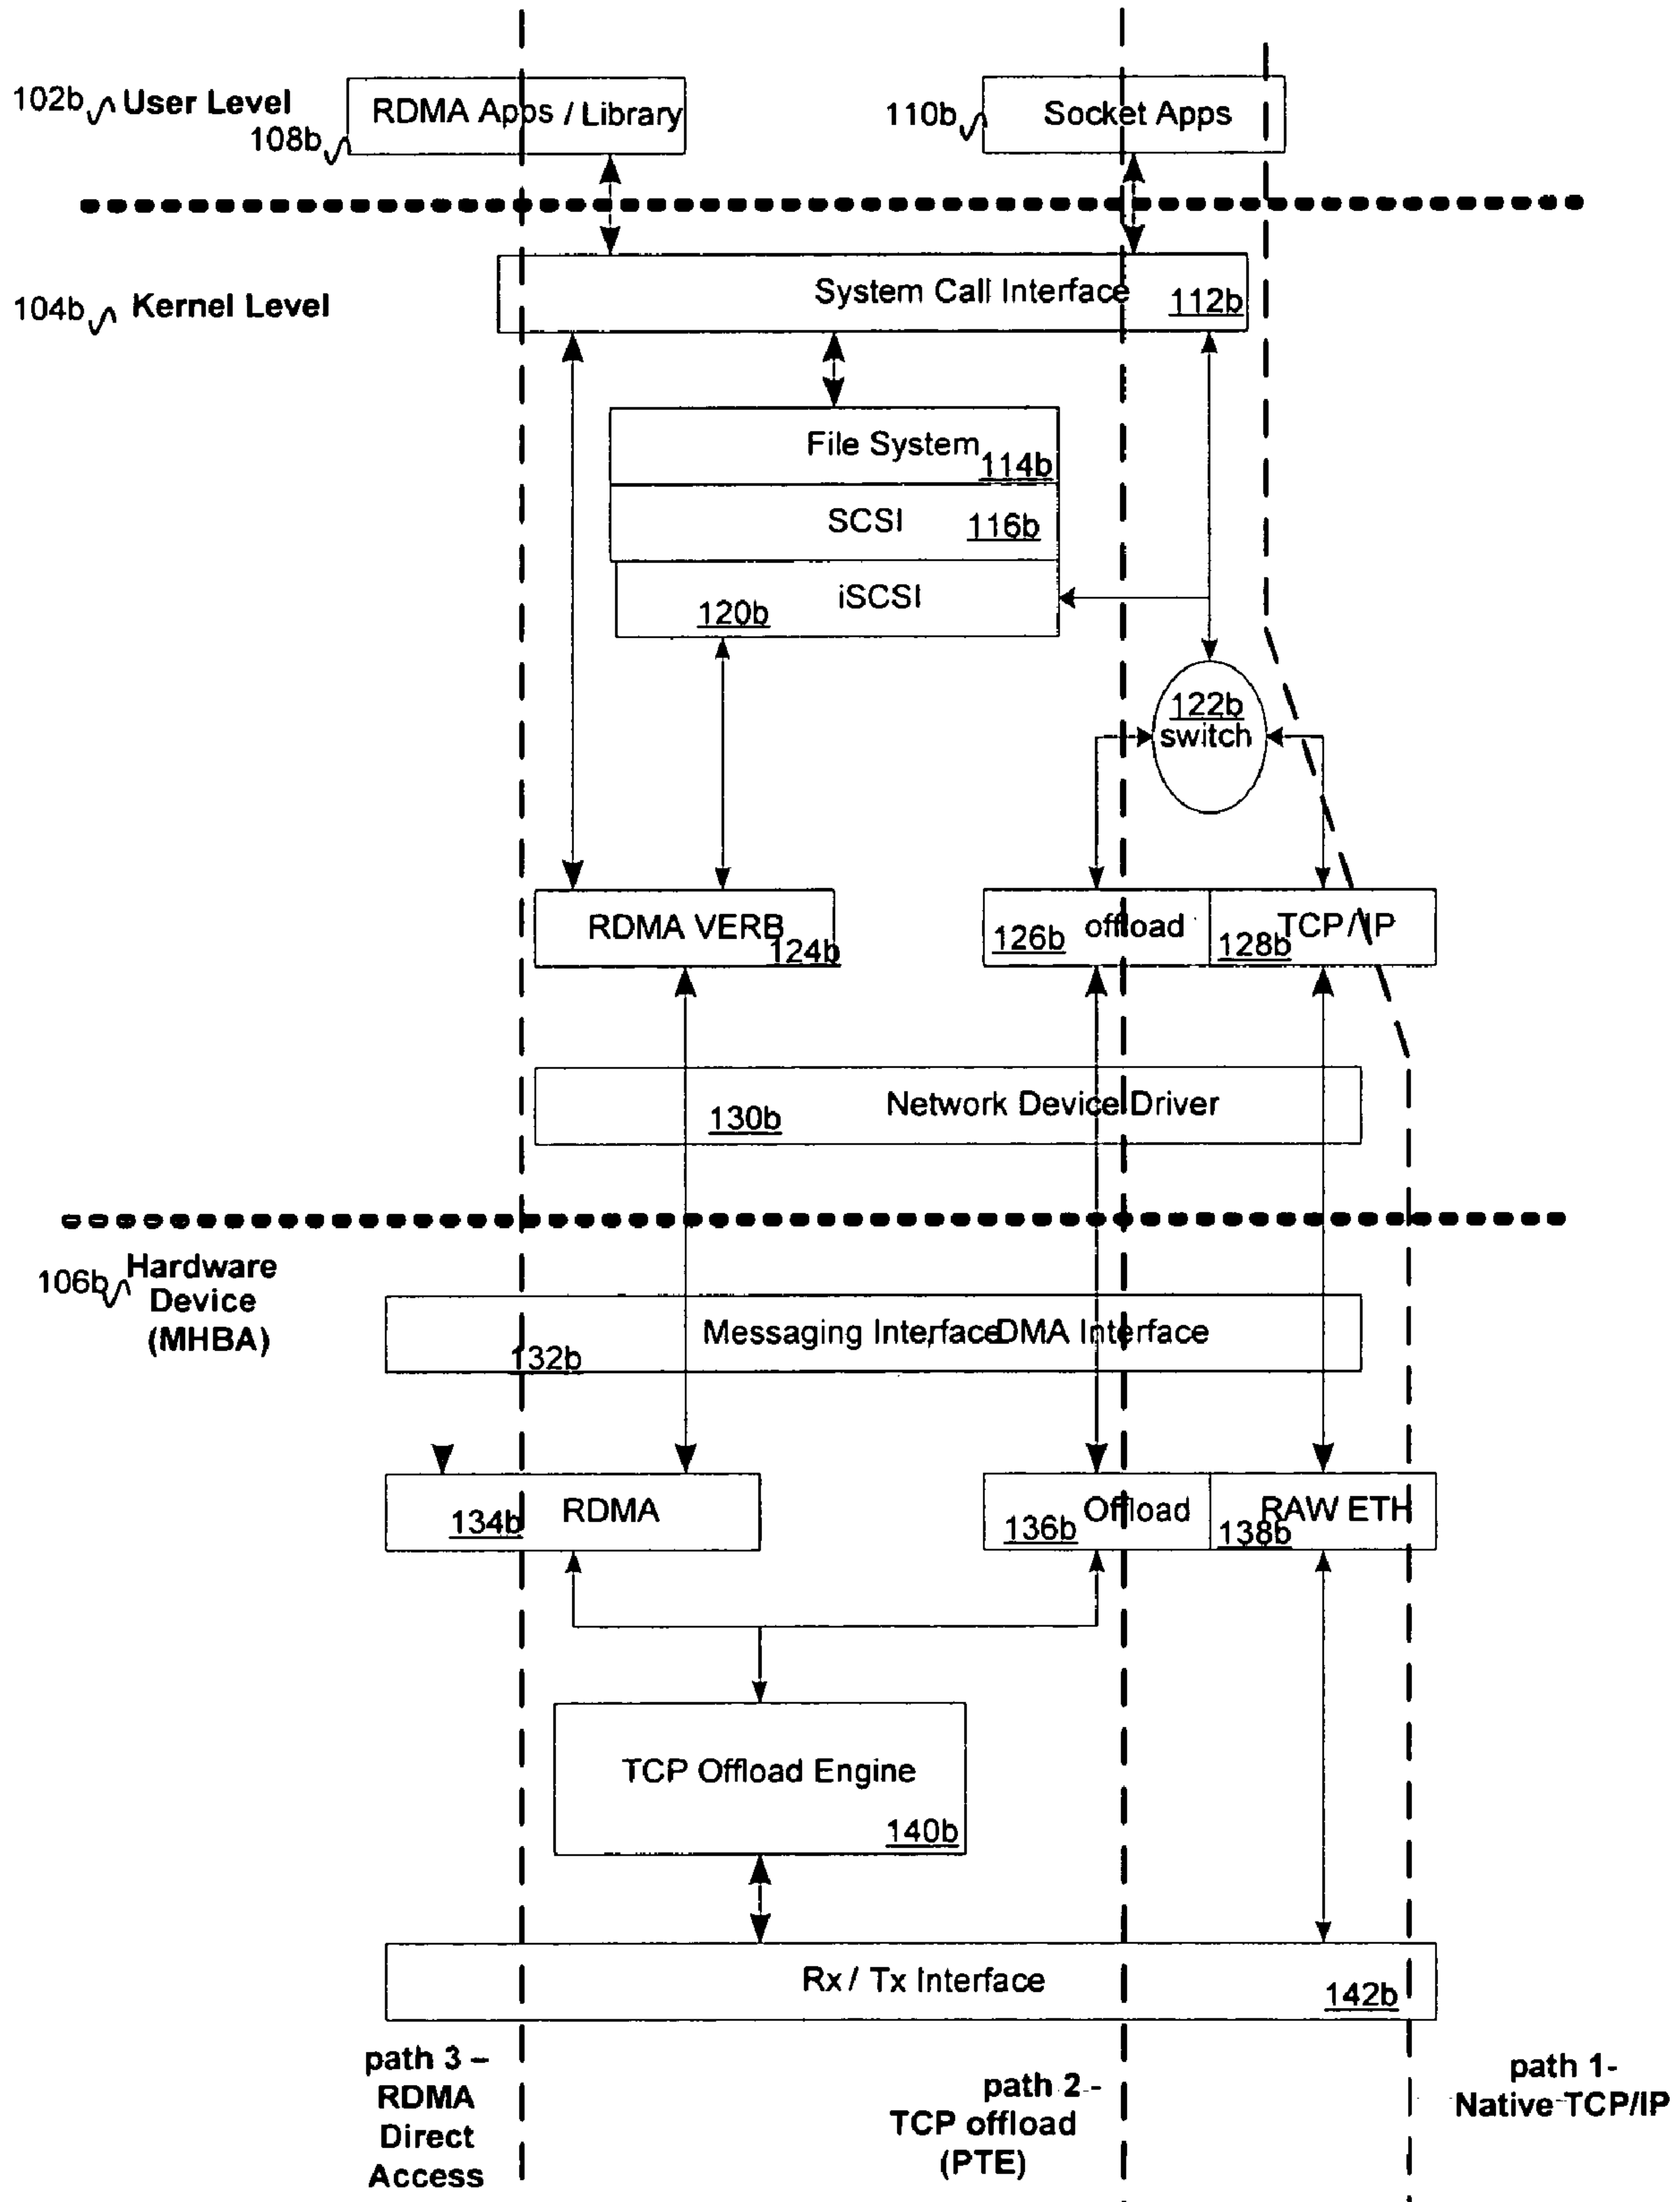 102b User Level
RDMA Apps / Library
108b
110b
Socket Apps
104b Kernel Level
System Call Interface
112b
File System
114b
SCSI
116b
iSCSI
120b
122b
switch
RDMA VERB
124b
126b
offload
TCP/IP
128b
Network Device Driver
130b
106b
Hardware
Device
(MHBA)
Messaging Interface DMA Interface
132b
134b
RDMA
136b
Offload
RAW ETH
138b
TCP Offload Engine
140b
Rx / Tx Interface
142b
path 3 –
RDMA
Direct
Access
path 2 -
TCP offload
(PTE)
path 1-
Native TCP/IP